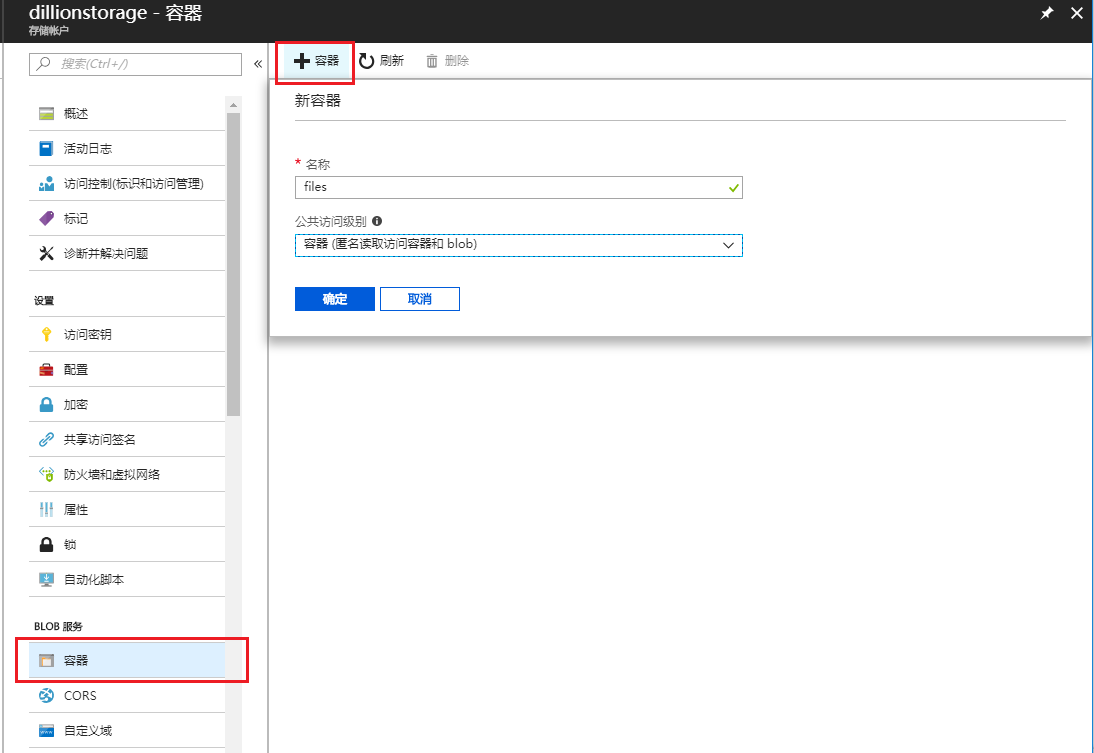 dillionstorage - 容器
存储帐户
搜索(Ctrl+/)
«
容器
刷新
删除
新容器
* 名称
files
公共访问级别
容器 (匿名读取访问容器和 blob)
确定
取消
概述
活动日志
访问控制(标识和访问管理)
标记
诊断并解决问题
设置
访问密钥
配置
加密
共享访问签名
防火墙和虚拟网络
属性
锁
自动化脚本
BLOB 服务
容器
CORS
自定义域